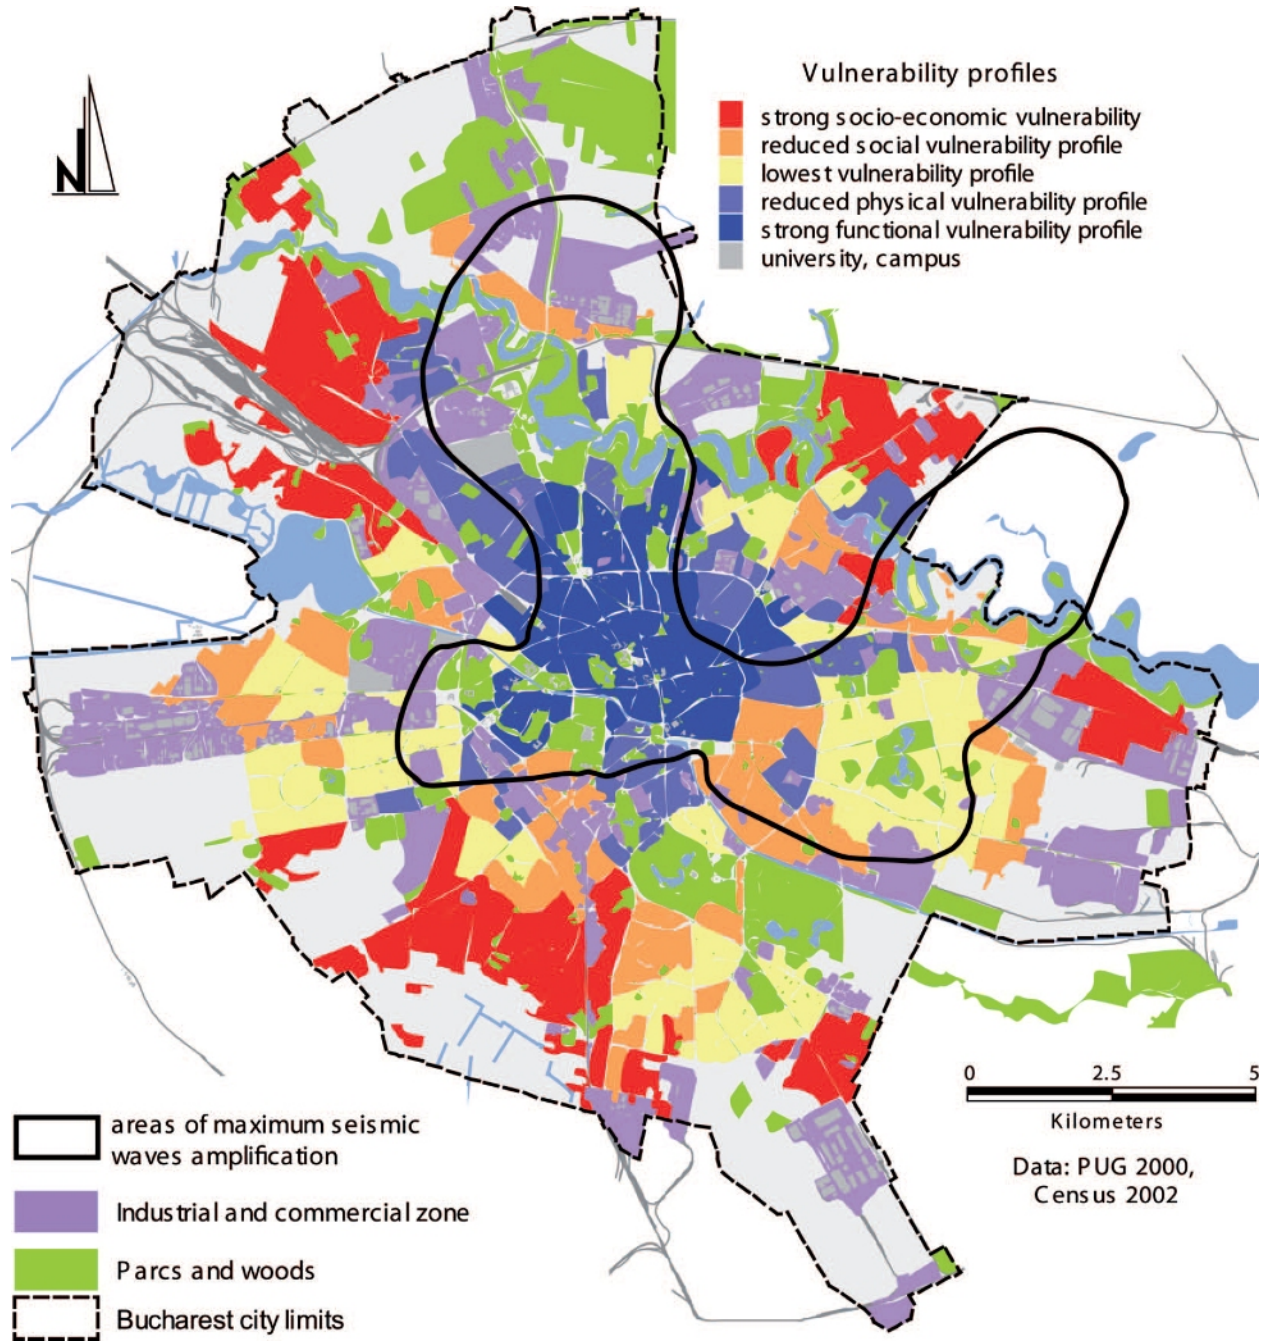 Vulnerability profiles
strong socio-economic vulnerability
reduced social vulnerability profile
lowest vulnerability profile
reduced physical vulnerability profile
strong functional vulnerability profile
university, campus
N
0 2.5 5
Kilometers
Data: PUG 2000,
Census 2002
areas of maximum seismic
waves amplification
Industrial and commercial zone
Parcs and woods
Bucharest city limits